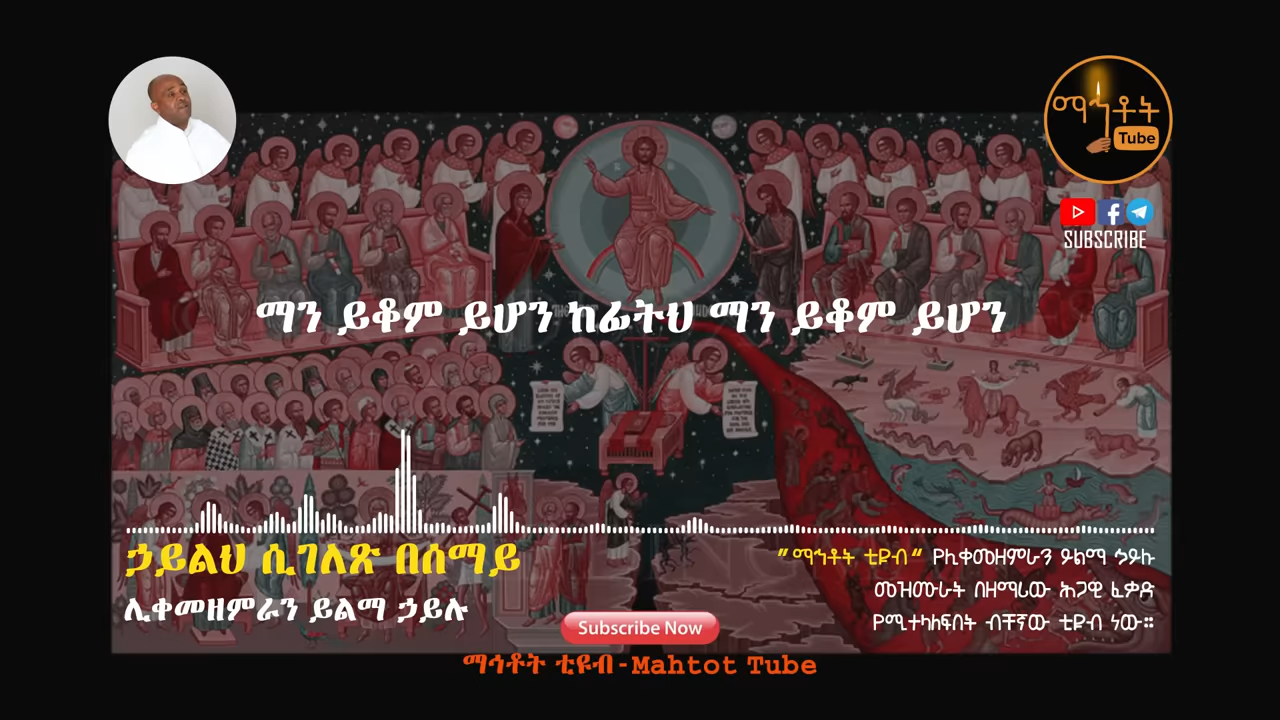 ማኅቶት
Tube
SUBSCRIBE
ማን ይቆም ይሆን ከፊትህ ማን ይቆም ይሆን
ኃይልህ ሲገለጽ በሰማይ
ሊቀመዘምራን ይልማ ኃይሉ
"ማኅቶት ቲዩብ" የሊቀመዘምራን ይልማ ኃይሉ
መዝሙራት በዘማሪው ሕጋዊ ፈቃድ
የሚተላለፍበት ብቸኛው ቲዩብ ነው።
Subscribe Now
ማኅቶት ቲዩብ-Mahtot Tube